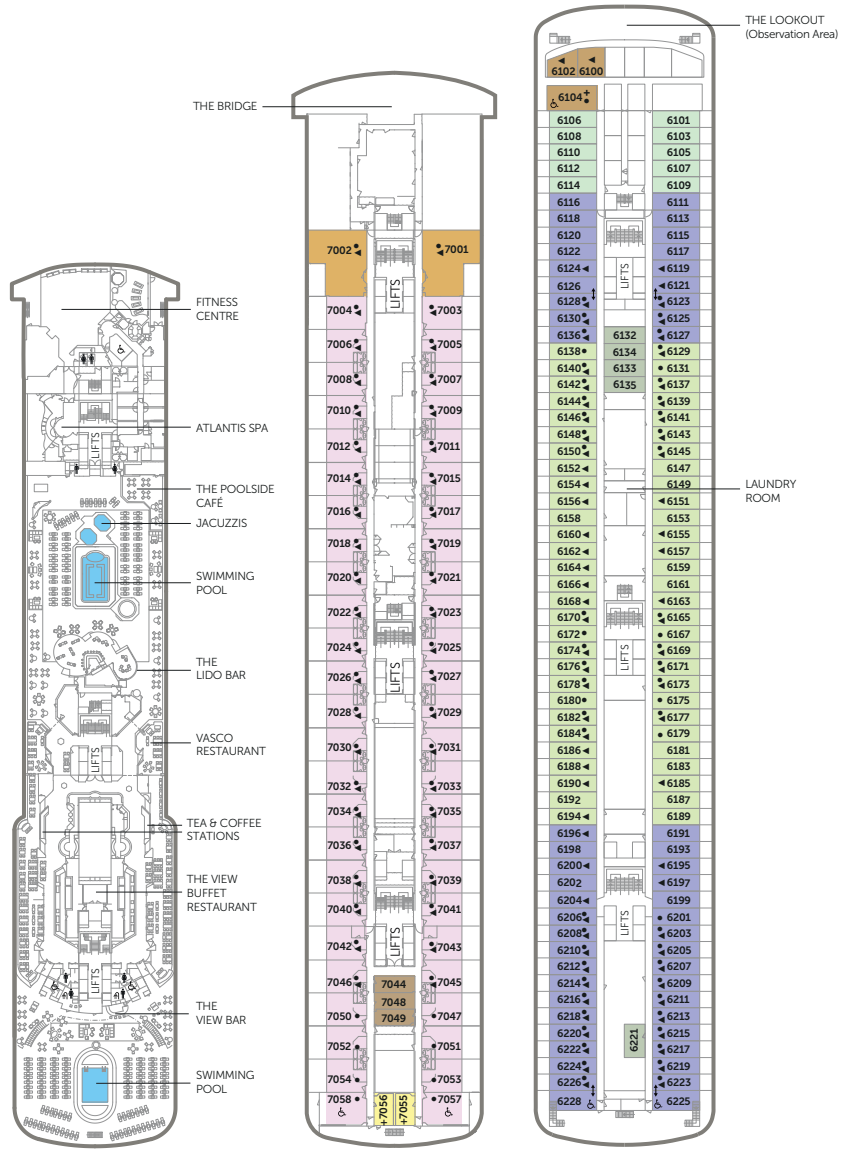 FITNESS
CENTRE
ATLANTIS SPA
LIFTS
THE POOLSIDE
CAFÉ
JACUZZIS
SWIMMING
POOL
THE
LIDO BAR
VASCO
RESTAURANT
LIFTS
TEA & COFFEE
STATIONS
THE VIEW
BUFFET
RESTAURANT
LIFTS
THE
VIEW BAR
SWIMMING
POOL
THE BRIDGE
7002 7001
LIFTS
7004 7003
7006 7005
7008 7007
7010 7009
7012 7011
7014 7015
7016 7017
7018 7019
7020 7021
7022 7023
7024 7025
LIFTS
7026 7027
7028 7029
7030 7031
7032 7033
7034 7035
7036 7037
7038 7039
7040 7041
LIFTS
7042 7043
7046 7044 7045
7048
7050 7049 7047
7052 7051
7054 7053
7058 +7056 +7055 7057
THE LOOKOUT
(Observation Area)
6102 6100
6104 +
6106 6101
6108 6103
6110 6105
6112 6107
6114 6109
6116 6111
6118 6113
6120 6115
6122 6117
LIFTS
6124 6119
6126 6121
6128 6123
6130 6125
6136 6132 6127
6138 6134 6129
6140 6133 6131
6142 6135 6137
6144 6139
6146 6141
6148 6143
6150 6145
6152 6147
6154 6149
LAUNDRY
ROOM
6156 6151
6158 6153
6160 6155
6162 6157
6164 6159
6166 6161
6168 6163
6170 6165
6172 6167
LIFTS
6174 6169
6176 6171
6178 6173
6180 6175
6182 6177
6184 6179
6186 6181
6188 6183
6190 6185
6192 6187
6194 6189
6196 6191
6198 6193
6200 6195
6202 6197
6204 6199
LIFTS
6206 6201
6208 6203
6210 6205
6212 6207
6214 6209
6216 6211
6218 6213
6220 6221 6215
6222 6217
6224 6219
6226 6223
6228 6225